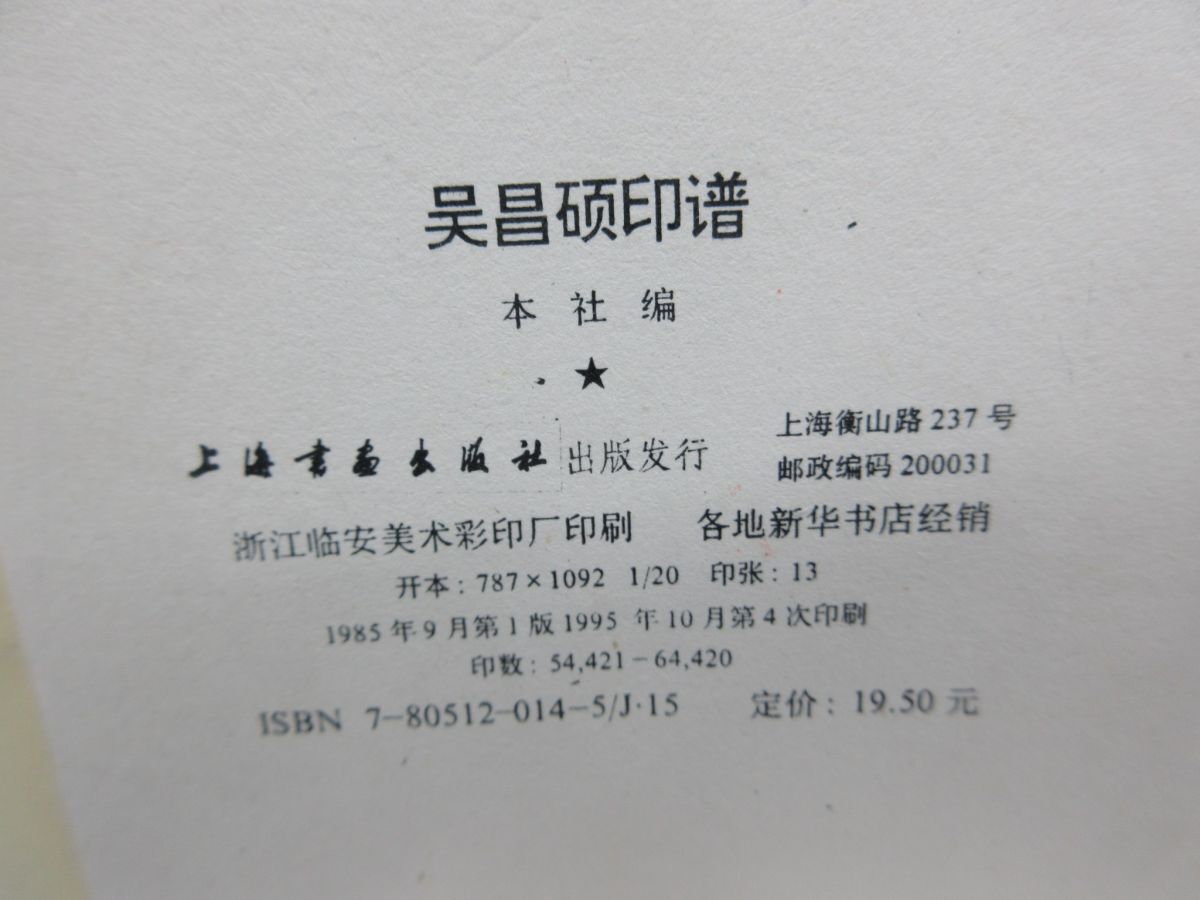 吴昌硕印谱
本社编
★
上海书画出版社出版发行
上海衡山路 237 号
邮政编码 200031
浙江临安美术彩印厂印刷 各地新华书店经销
开本：787×1092 1/20 印张：13
1985 年 9 月第 1 版 1995 年 10 月第 4 次印刷
印数：54,421－64,420
ISBN 7-80512-014-5/J·15 定价：19.50 元